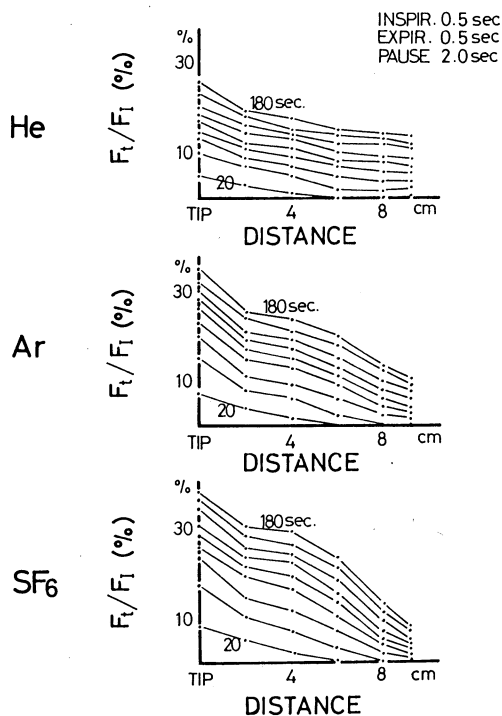 INSPIR. 0.5 sec
EXPIR. 0.5 sec
PAUSE 2.0 sec
He
Ft/FI (%)
%
30
10
180 sec.
20
TIP 4 8 cm
DISTANCE
Ar
Ft/FI (%)
%
30
10
180 sec.
20
TIP 4 8 cm
DISTANCE
SF6
Ft/FI (%)
%
30
10
180 sec.
20
TIP 4 8 cm
DISTANCE